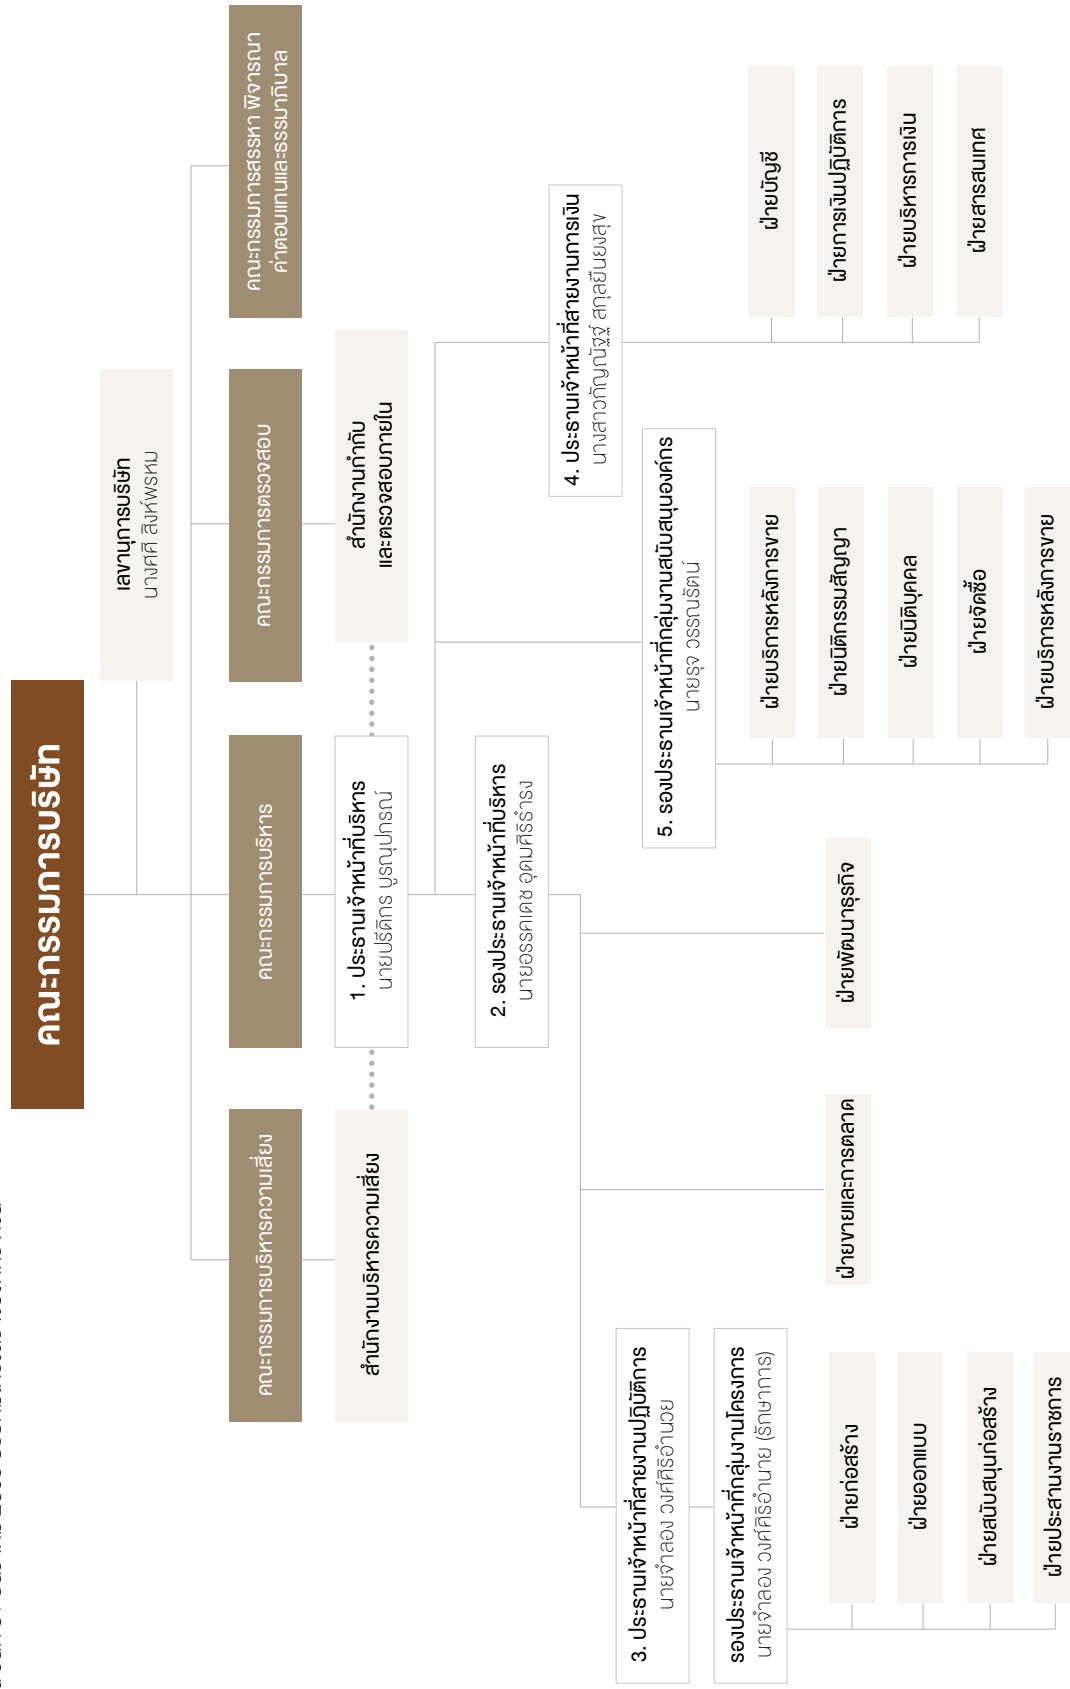 คณะกรรมการบริษัท
เลขานุการบริษัท
นางศศิ สิงห์พรหม
คณะกรรมการบริหารความเสี่ยง
คณะกรรมการบริหาร
คณะกรรมการตรวจสอบ
คณะกรรมการสรรหา พิจารณา
ค่าตอบแทนและธรรมาภิบาล
สำนักงานบริหารความเสี่ยง
1. ประธานเจ้าหน้าที่บริหาร
นายปรีดิกร บูรณุปกรณ์
สำนักงานกำกับ
และตรวจสอบภายใน
2. รองประธานเจ้าหน้าที่บริหาร
นายอรรคเดช อุดมศิริธำรง
4. ประธานเจ้าหน้าที่สายงานการเงิน
นางสาวกัญณัฐฐ์ สกุลยืนยงสุข
3. ประธานเจ้าหน้าที่สายงานปฏิบัติการ
นายจำลอง วงศ์ศิริอำนวย
5. รองประธานเจ้าหน้าที่กลุ่มงานสนับสนุนองค์กร
นายรุจ วรรณรัตน์
รองประธานเจ้าหน้าที่กลุ่มงานโครงการ
นายจำลอง วงศ์ศิริอำนาย (รักษาการ)
ฝ่ายก่อสร้าง
ฝ่ายออกแบบ
ฝ่ายสนับสนุนก่อสร้าง
ฝ่ายประสานงานราชการ
ฝ่ายขายและการตลาด
ฝ่ายพัฒนาธุรกิจ
ฝ่ายบริการหลังการขาย
ฝ่ายนิติกรรมสัญญา
ฝ่ายนิติบุคคล
ฝ่ายจัดซื้อ
ฝ่ายบริการหลังการขาย
ฝ่ายบัญชี
ฝ่ายการเงินปฏิบัติการ
ฝ่ายบริหารการเงิน
ฝ่ายสารสนเทศ